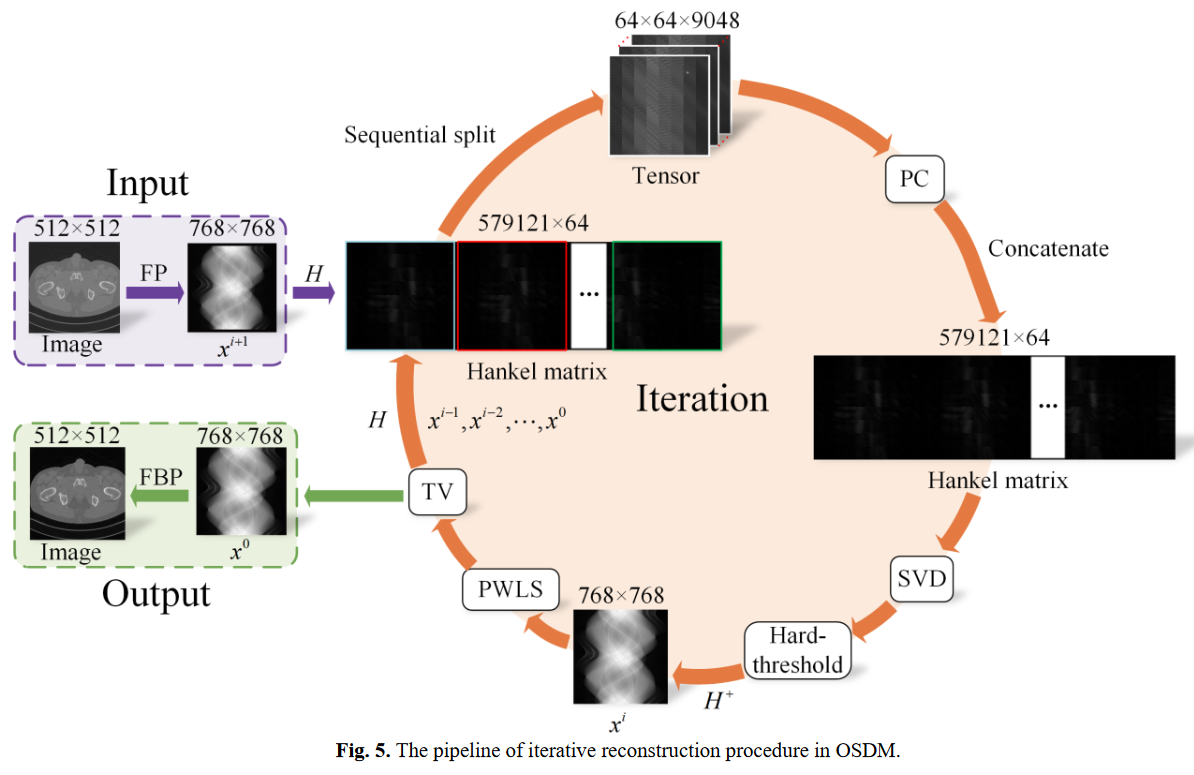 64×64×9048
Sequential split
Tensor
PC
Input
512×512
768×768
FP
H
Image
x^{i+1}
579121×64
...
Hankel matrix
Concatenate
579121×64
...
Hankel matrix
Iteration
H
x^{i−1}, x^{i−2}, ⋯, x^0
512×512
768×768
FBP
Image
x^0
Output
TV
PWLS
768×768
x^i
SVD
Hard-
threshold
H^+
Fig. 5. The pipeline of iterative reconstruction procedure in OSDM.